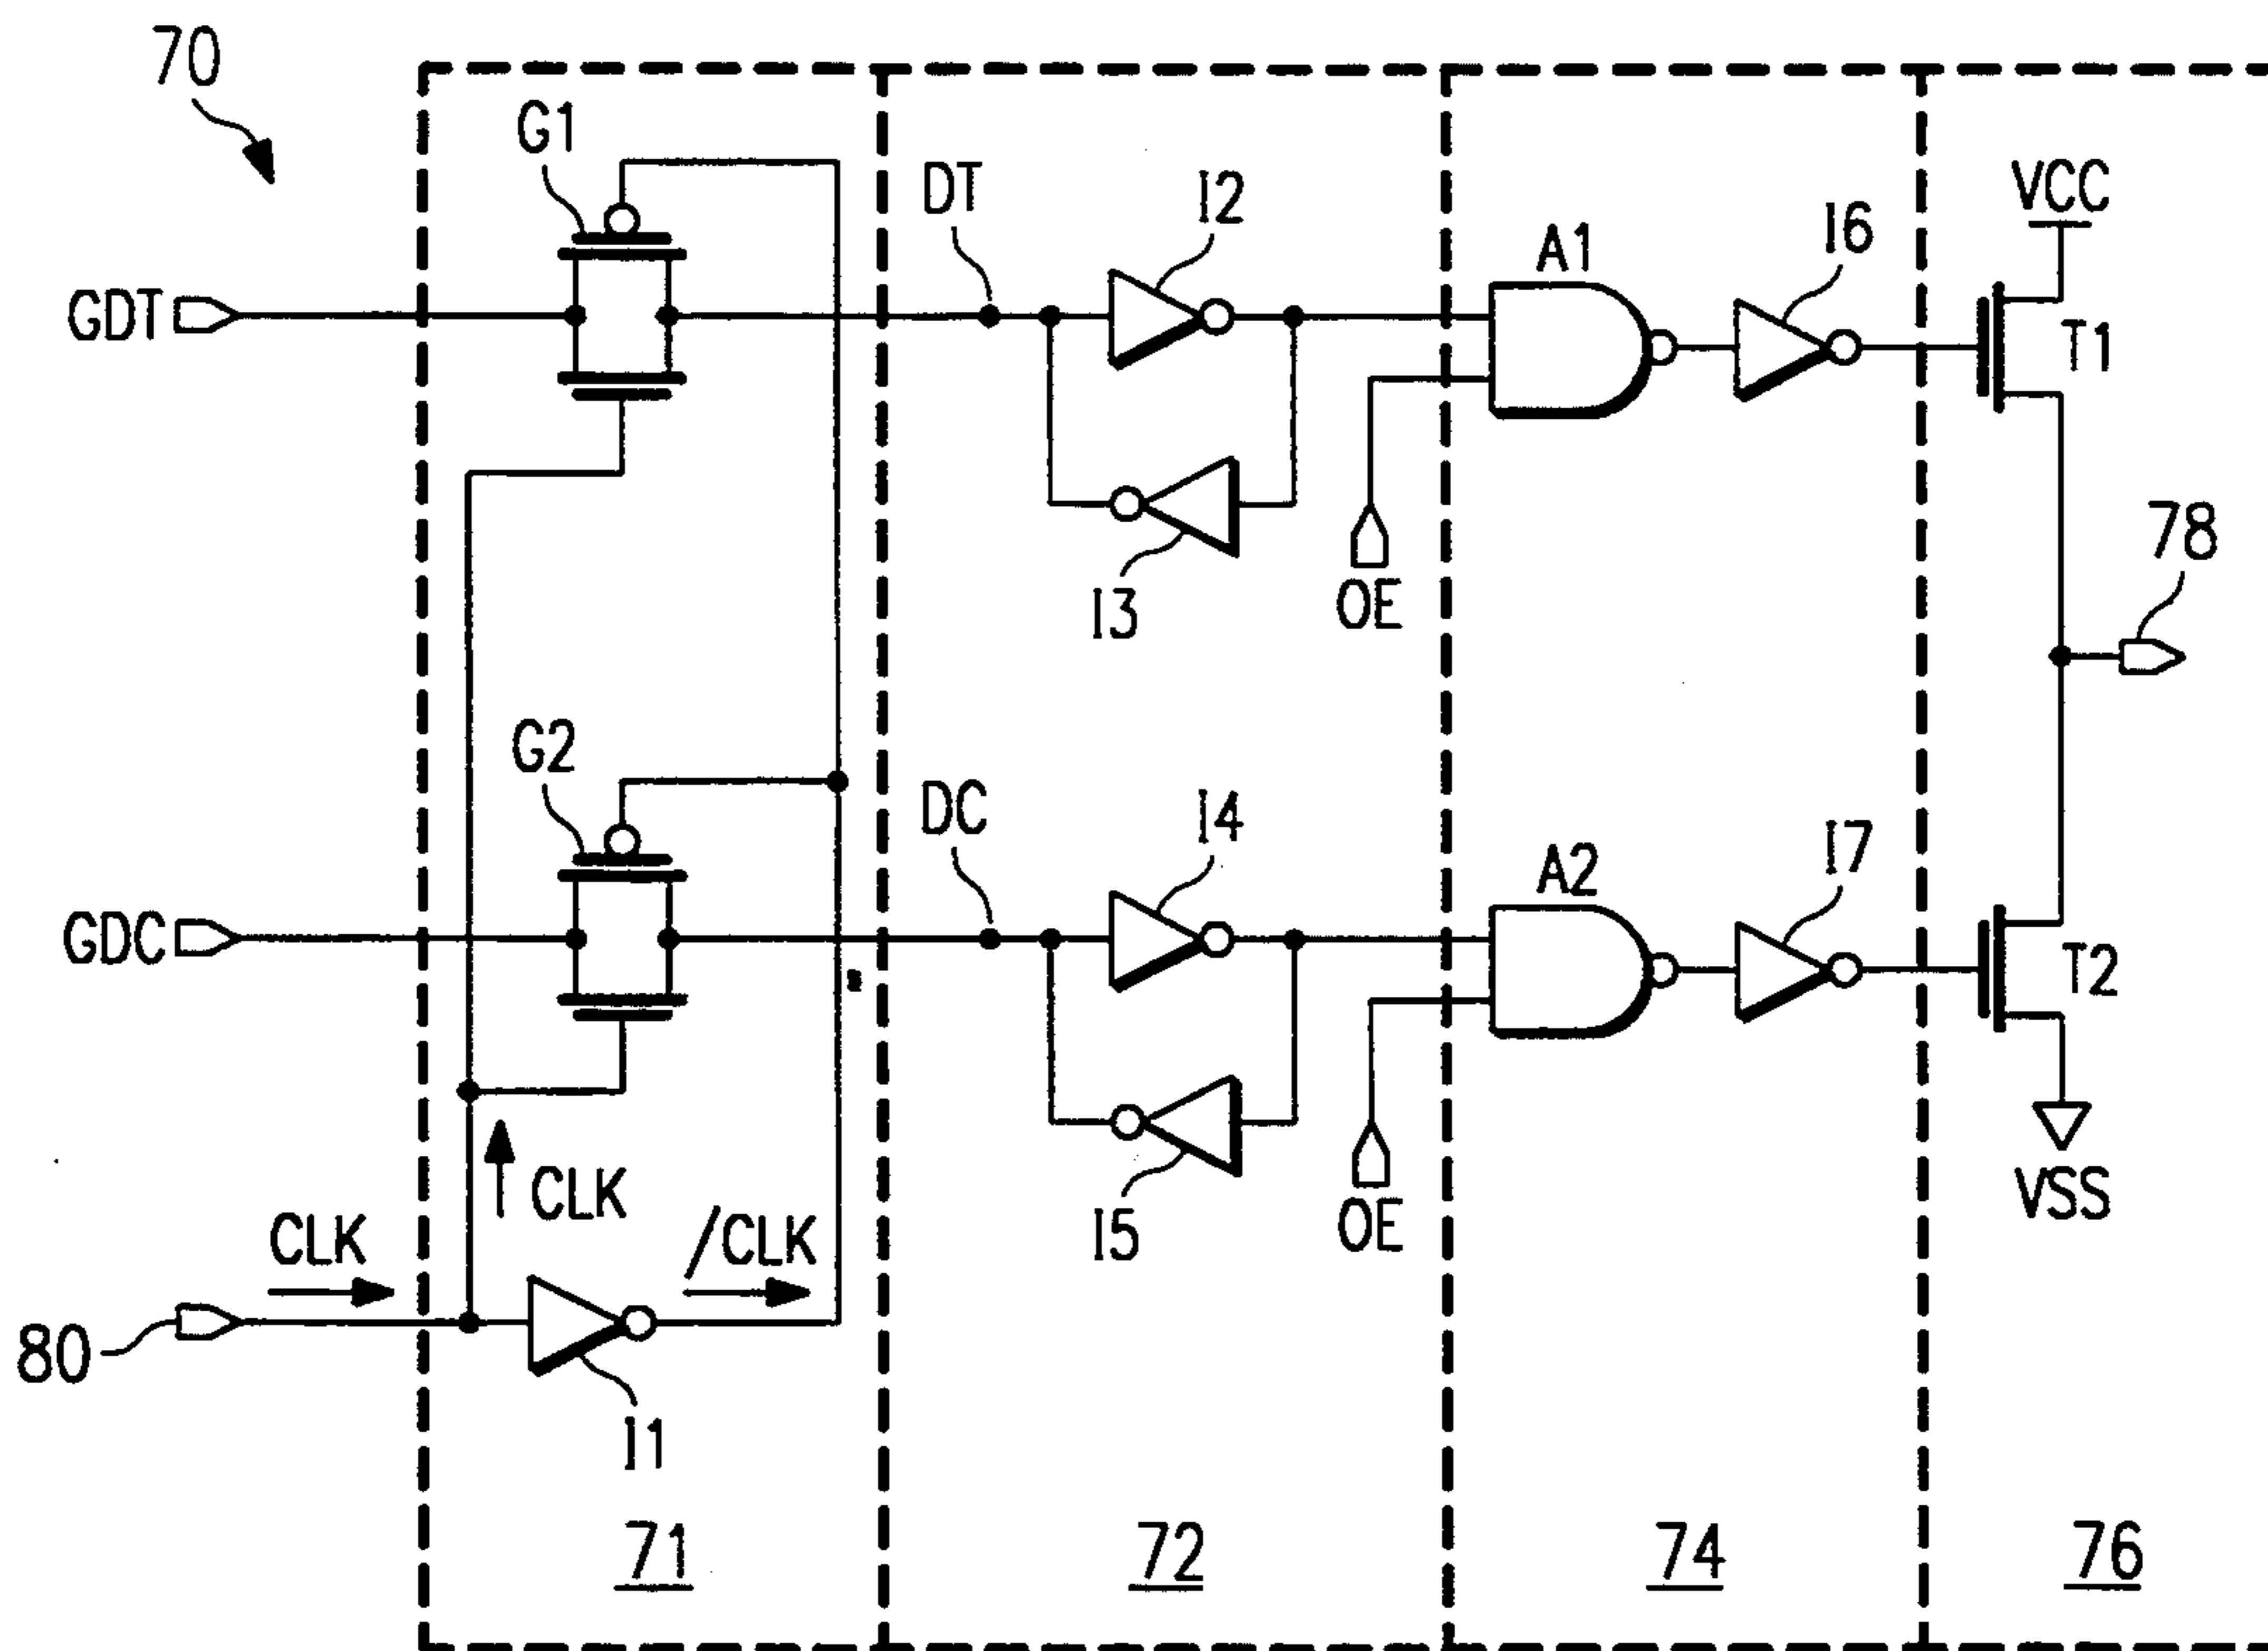 70
G1
DT
I2
A1
I6
VCC
GDT
T1
I3
OE
78
G2
DC
I4
A2
I7
GDC
T2
CLK
CLK
/CLK
I5
OE
VSS
80
I1
71
72
74
76